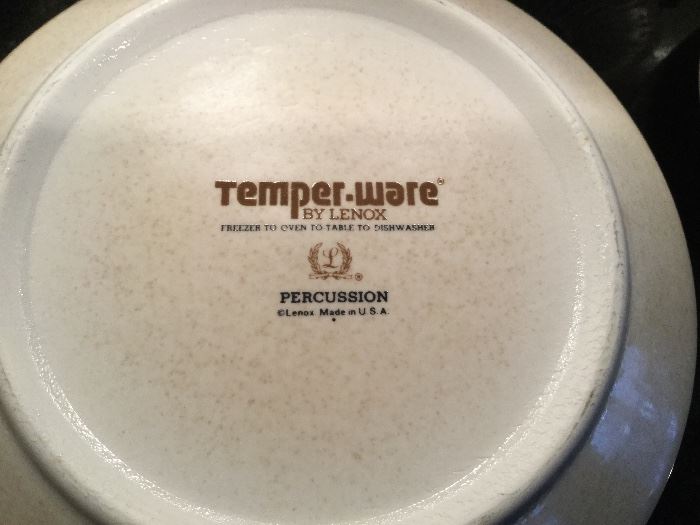 Temper-ware®
BY LENOX
FREEZER TO OVEN TO TABLE TO DISHWASHER
L ®
PERCUSSION
©Lenox Made in U.S.A.